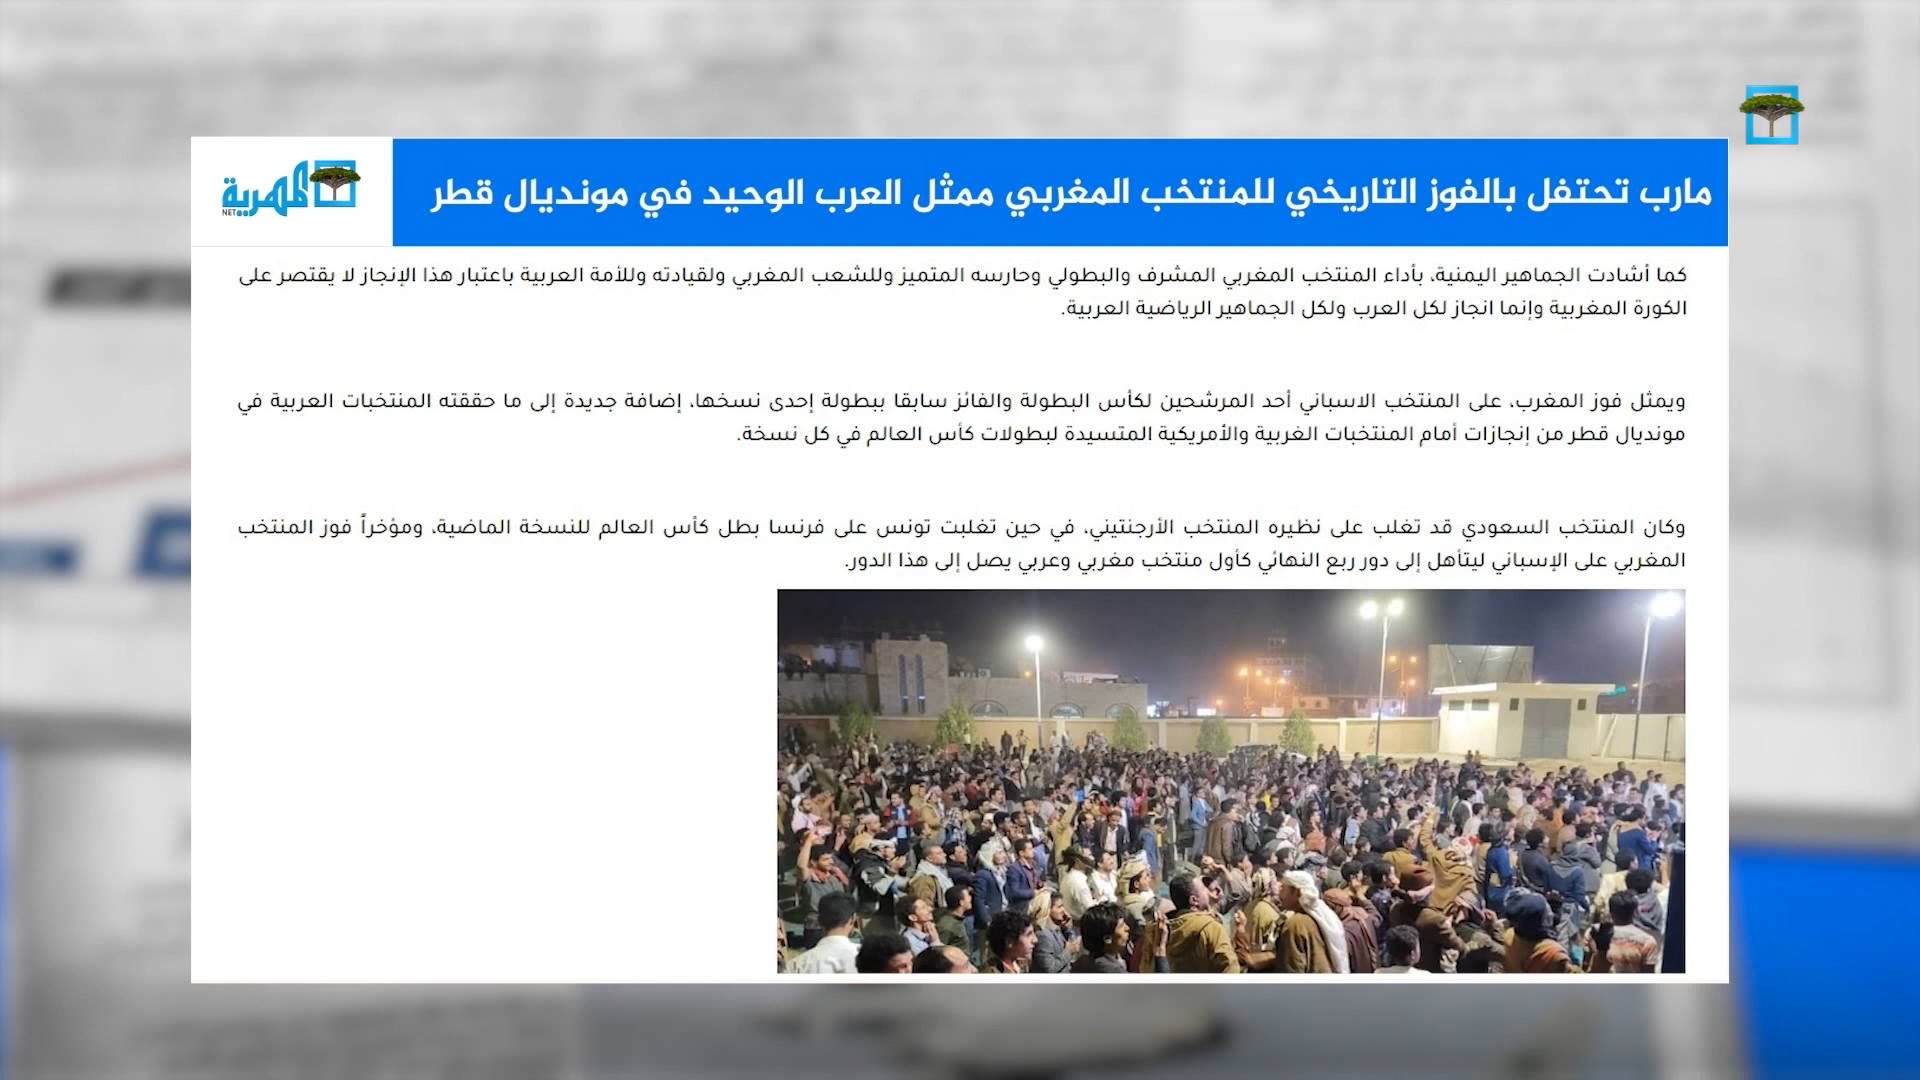 مارب تحتفل بالفوز التاريخي للمنتخب المغربي ممثل العرب الوحيد في مونديال قطر
المهرية
NET
كما أشادت الجماهير اليمنية، بأداء المنتخب المغربي المشرف والبطولي وحارسه المتميز وللشعب المغربي ولقيادته وللأمة العربية باعتبار هذا الإنجاز لا يقتصر على
الكورة المغربية وإنما انجاز لكل العرب ولكل الجماهير الرياضية العربية.
ويمثل فوز المغرب، على المنتخب الاسباني أحد المرشحين لكأس البطولة والفائز سابقا ببطولة إحدى نسخها، إضافة جديدة إلى ما حققته المنتخبات العربية في
مونديال قطر من إنجازات أمام المنتخبات الغربية والأمريكية المتسيدة لبطولات كأس العالم في كل نسخة.
وكان المنتخب السعودي قد تغلب على نظيره المنتخب الأرجنتيني، في حين تغلبت تونس على فرنسا بطل كأس العالم للنسخة الماضية، ومؤخراً فوز المنتخب
المغربي على الإسباني ليتأهل إلى دور ربع النهائي كأول منتخب مغربي وعربي يصل إلى هذا الدور.